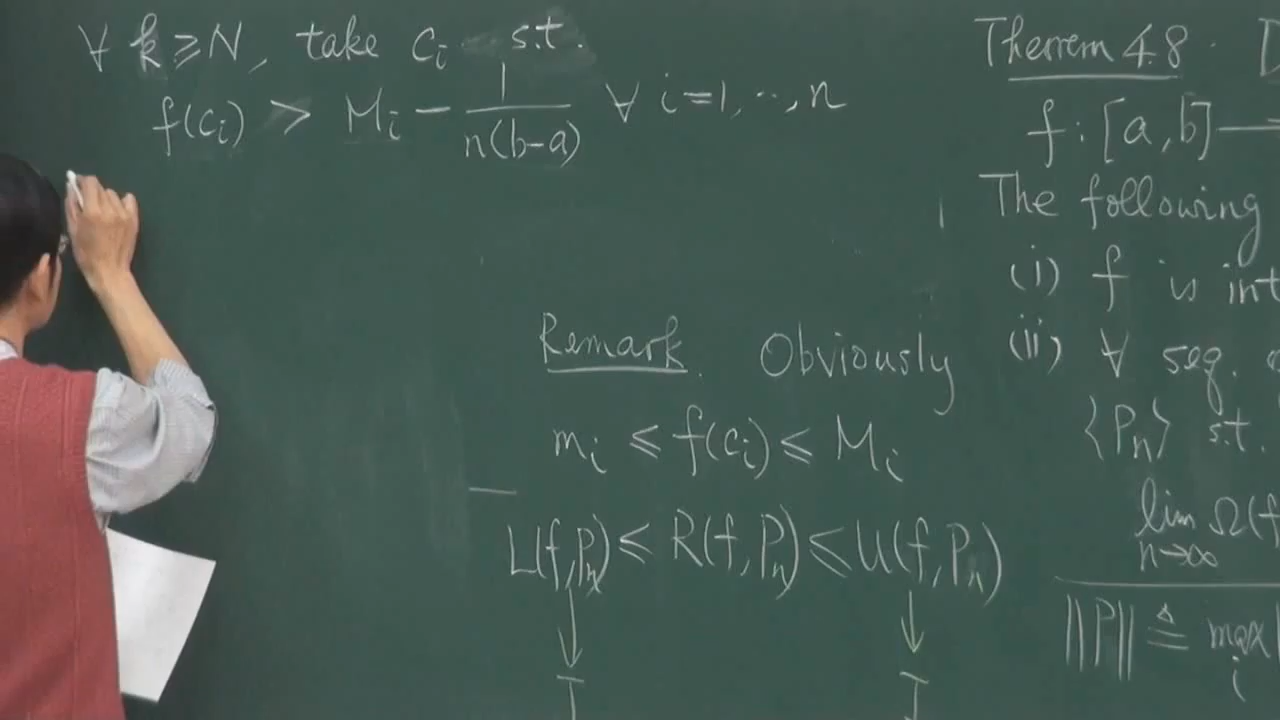 ∀ k ≥ N, take cᵢ s.t.
f(cᵢ) > Mᵢ − 1/(n(b-a)) ∀ i=1, ⋯, n
Remark. Obviously
mᵢ ≤ f(cᵢ) ≤ Mᵢ
L(f,Pₙ) ≤ R(f,Pₙ) ≤ U(f,Pₙ)
↓ ↓
I I
Theorem 4.8.
f : [a,b] —
The following
(i) f is int
(ii) ∀ seq.
⟨Pₙ⟩ s.t.
lim n→∞ Ω(f
||P|| ≜ max i |